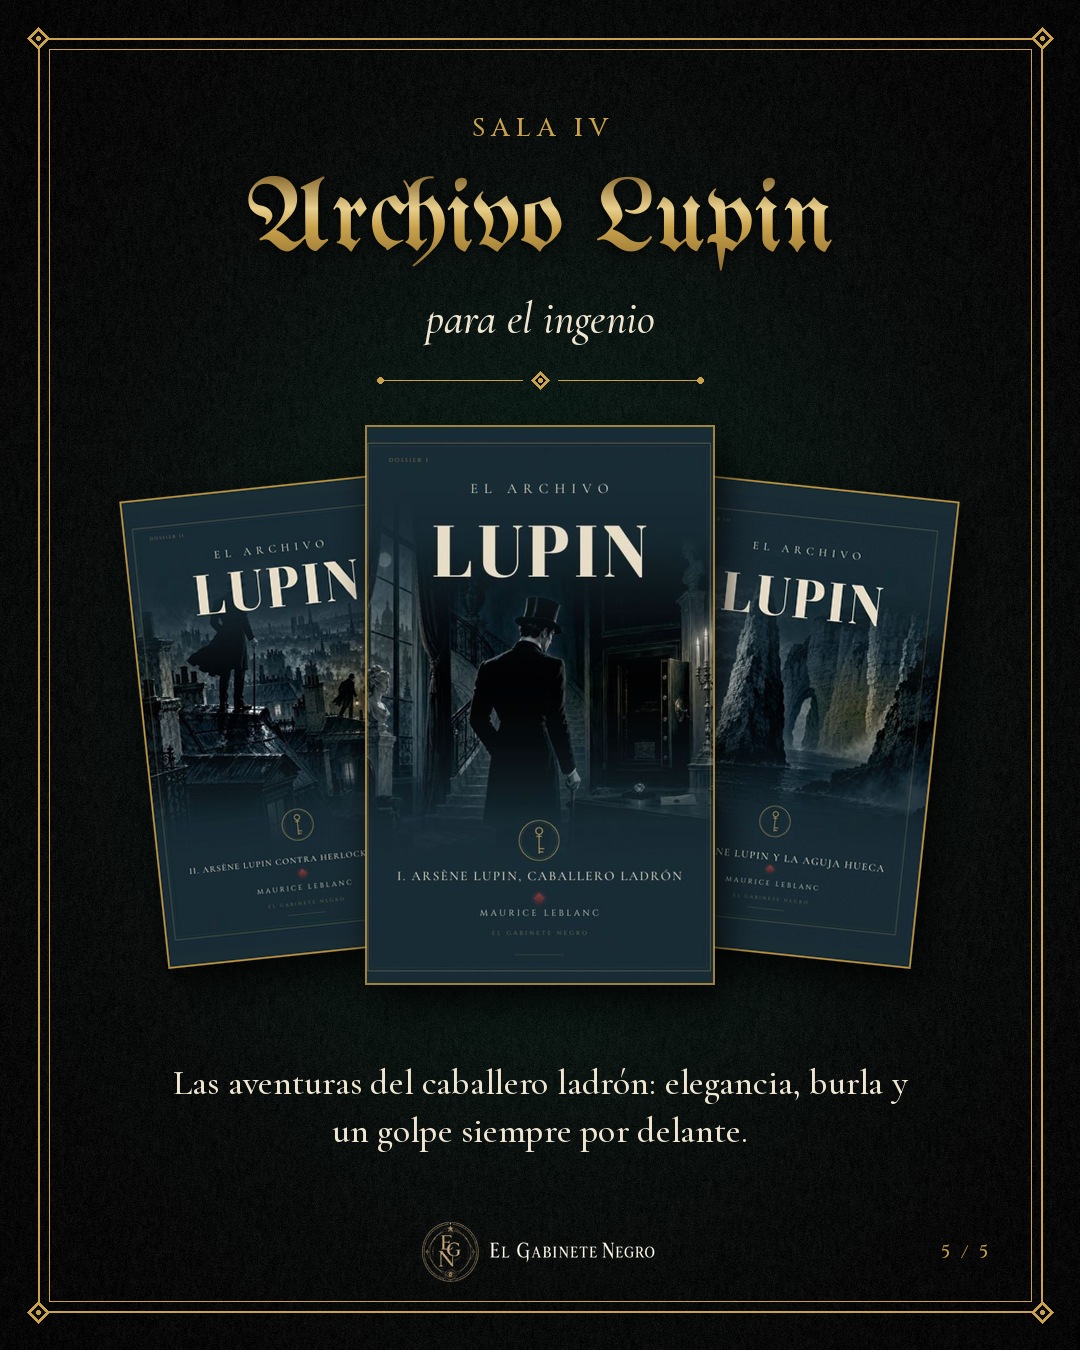 SALA IV
Archivo Lupin
para el ingenio
DOSSIER II
EL ARCHIVO
LUPIN
II. ARSÈNE LUPIN CONTRA HERLOCK
MAURICE LEBLANC
EL GABINETE NEGRO
DOSSIER I
EL ARCHIVO
LUPIN
I. ARSÈNE LUPIN, CABALLERO LADRÓN
MAURICE LEBLANC
EL GABINETE NEGRO
EL ARCHIVO
LUPIN
LUPIN Y LA AGUJA HUECA
MAURICE LEBLANC
EL GABINETE NEGRO
Las aventuras del caballero ladrón: elegancia, burla y
un golpe siempre por delante.
EGN
EL GABINETE NEGRO
5 / 5